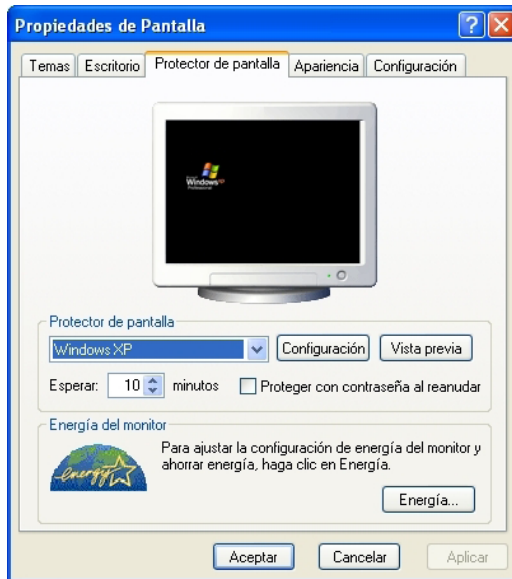 Propiedades de Pantalla
Temas Escritorio Protector de pantalla Apariencia Configuración
Windows xp
Professional
Protector de pantalla
Windows XP Configuración Vista previa
Esperar: 10 minutos Proteger con contraseña al reanudar
Energía del monitor
Para ajustar la configuración de energía del monitor y
ahorrar energía, haga clic en Energía.
energy
Energía...
Aceptar Cancelar Aplicar